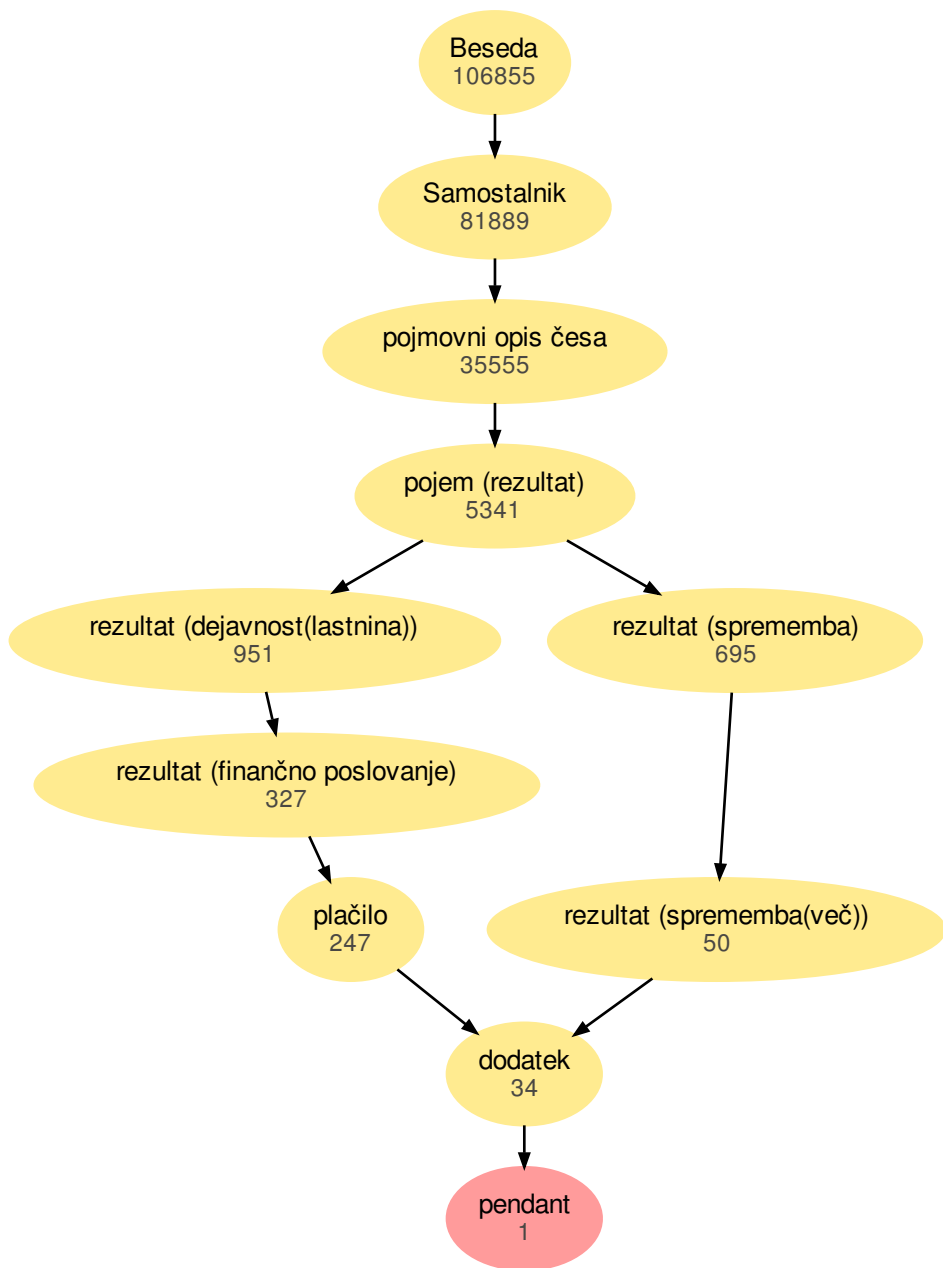 Beseda
106855
Samostalnik
81889
pojmovni opis česa
35555
pojem (rezultat)
5341
rezultat (dejavnost(lastnina))
951
rezultat (sprememba)
695
rezultat (finančno poslovanje)
327
plačilo
247
rezultat (sprememba(več))
50
dodatek
34
pendant
1